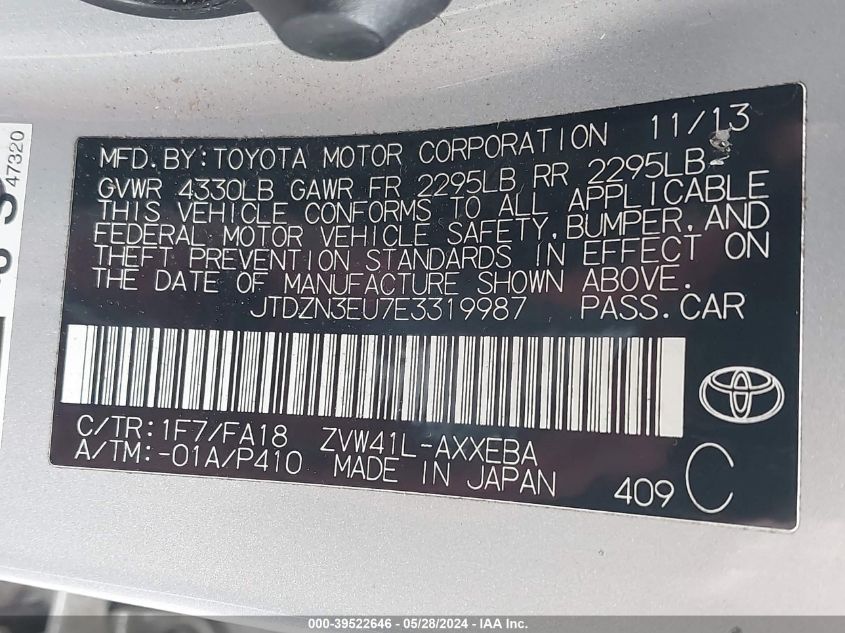 47320
MFD. BY: TOYOTA MOTOR CORPORATION 11/13
GVWR 4330LB GAWR FR 2295LB RR 2295LB
THIS VEHICLE CONFORMS TO ALL APPLICABLE
FEDERAL MOTOR VEHICLE SAFETY, BUMPER, AND
THEFT PREVENTION STANDARDS IN EFFECT ON
THE DATE OF MANUFACTURE SHOWN ABOVE.
JTDZN3EU7E3319987 PASS.CAR
C/TR: 1F7/FA18 ZVW41L-AXXEBA
A/TM: -01A/P410 MADE IN JAPAN
409 C
000-39522646 - 05/28/2024 - IAA Inc.